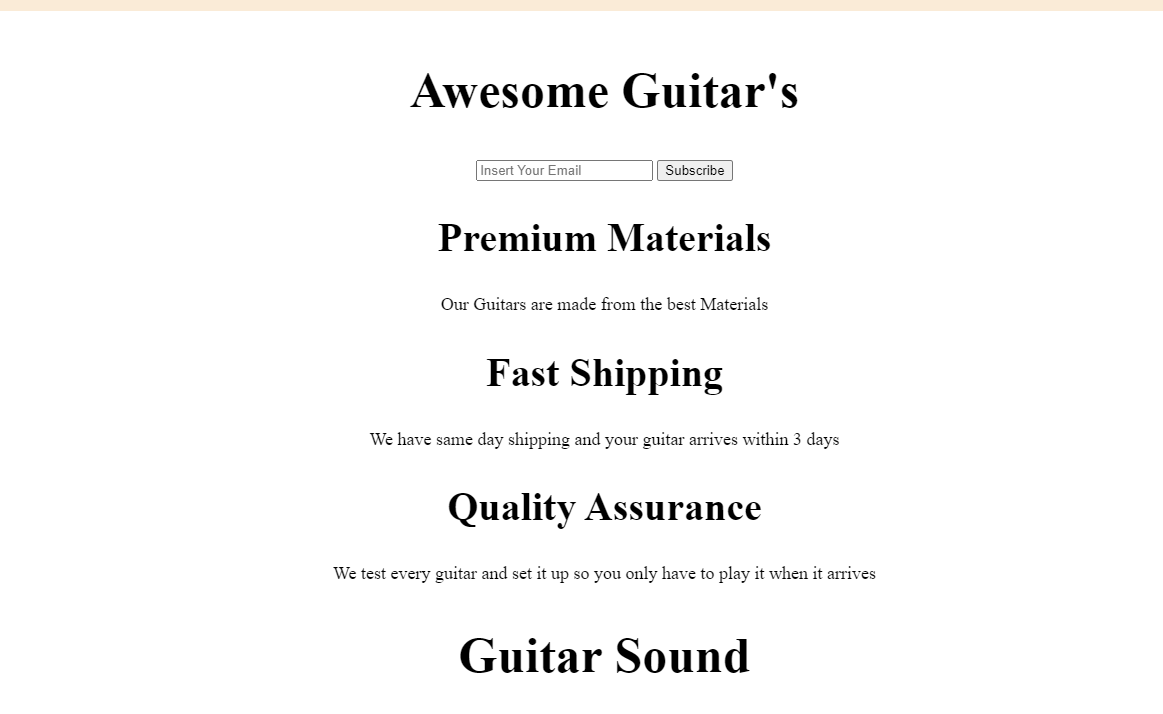 Awesome Guitar's
Insert Your Email Subscribe
Premium Materials
Our Guitars are made from the best Materials
Fast Shipping
We have same day shipping and your guitar arrives within 3 days
Quality Assurance
We test every guitar and set it up so you only have to play it when it arrives
Guitar Sound